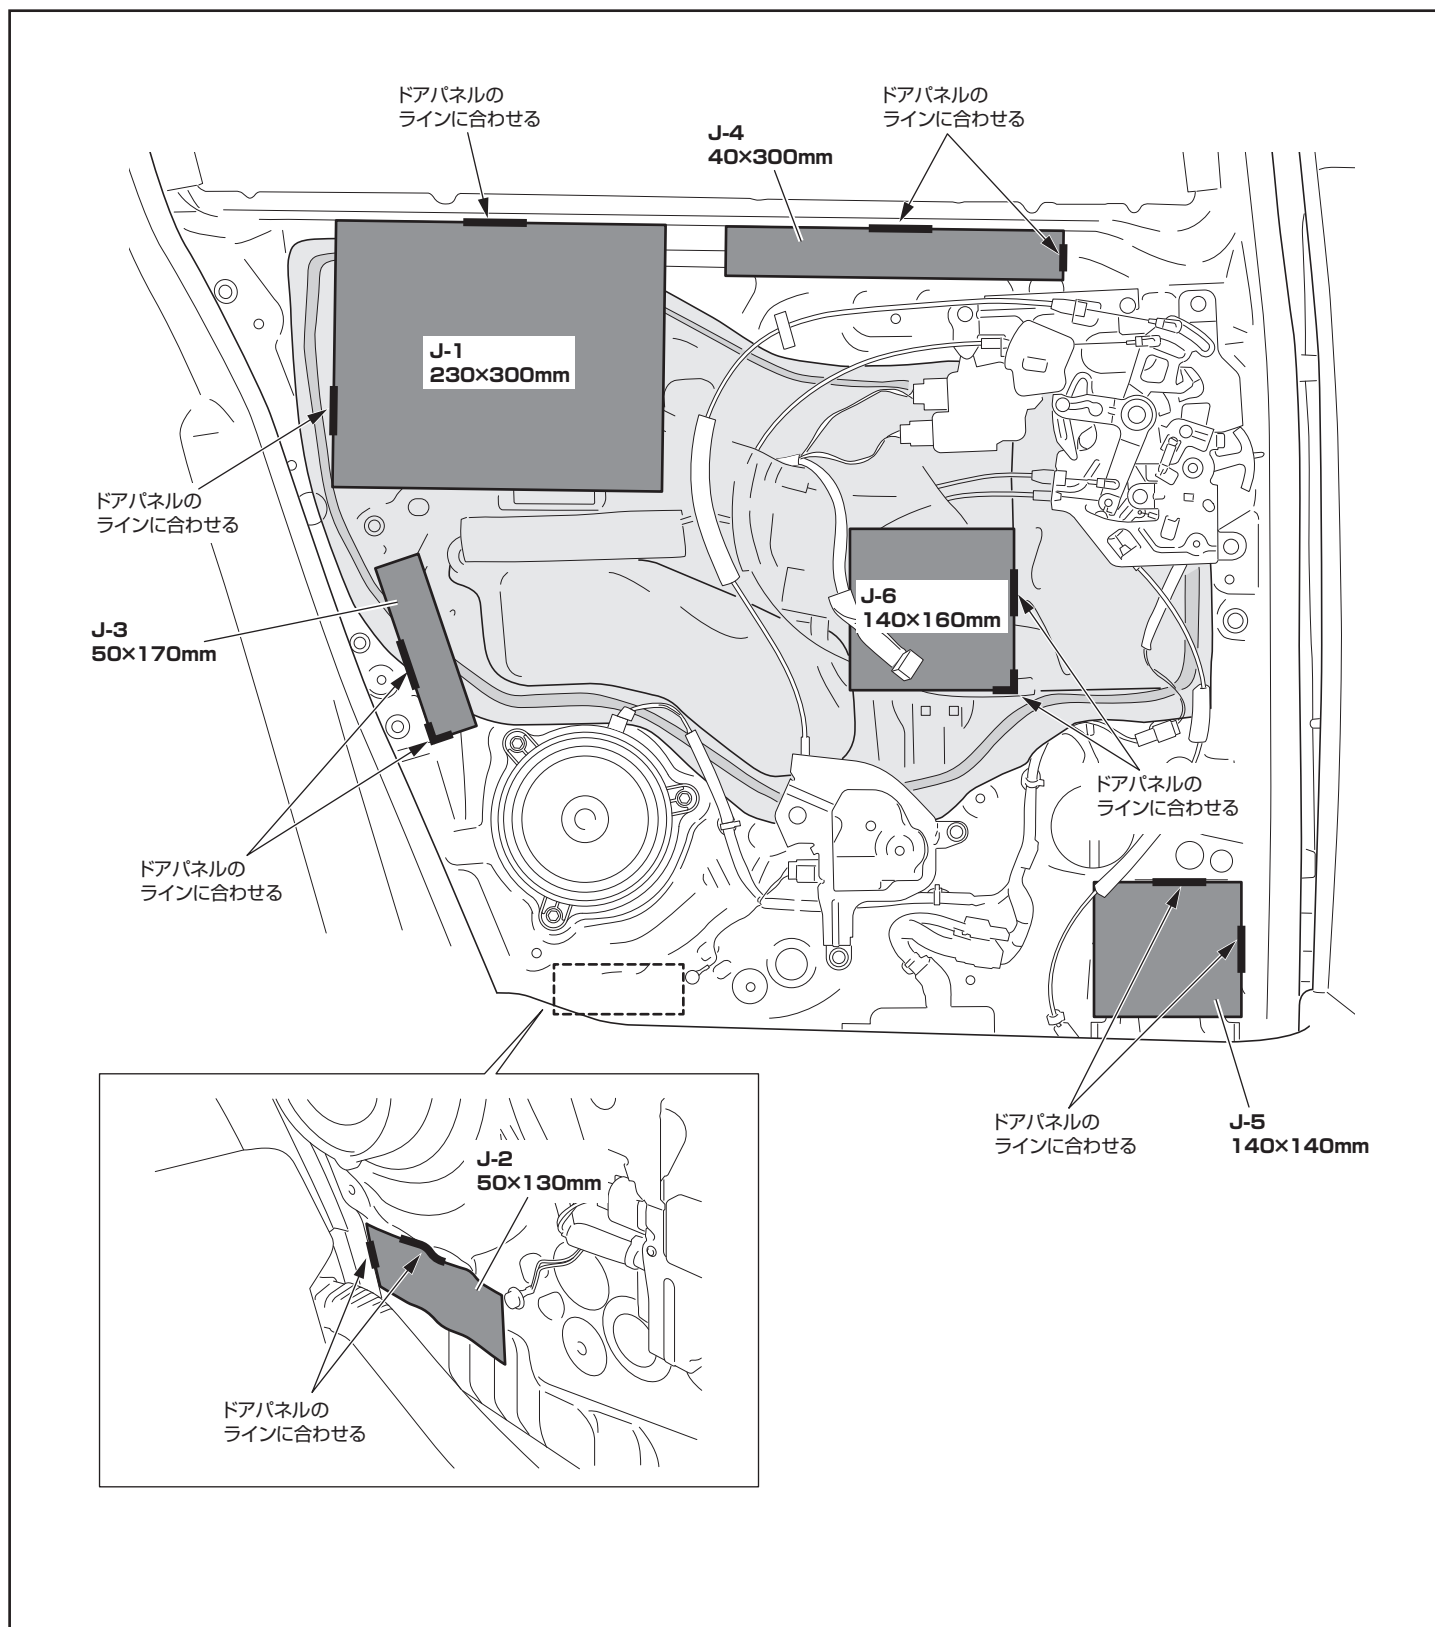 ドアパネルの
ラインに合わせる
J-4
40×300mm
ドアパネルの
ラインに合わせる
J-1
230×300mm
ドアパネルの
ラインに合わせる
J-3
50×170mm
J-6
140×160mm
ドアパネルの
ラインに合わせる
ドアパネルの
ラインに合わせる
ドアパネルの
ラインに合わせる
J-5
140×140mm
J-2
50×130mm
ドアパネルの
ラインに合わせる